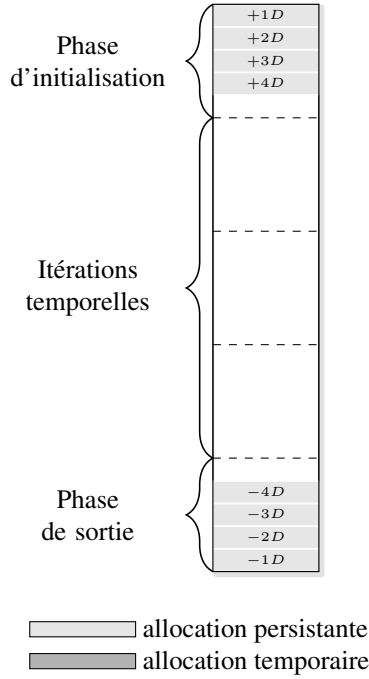 +1D
+2D
+3D
+4D
Phase
d'initialisation
Itérations
temporelles
Phase
de sortie
−4D
−3D
−2D
−1D
allocation persistante
allocation temporaire